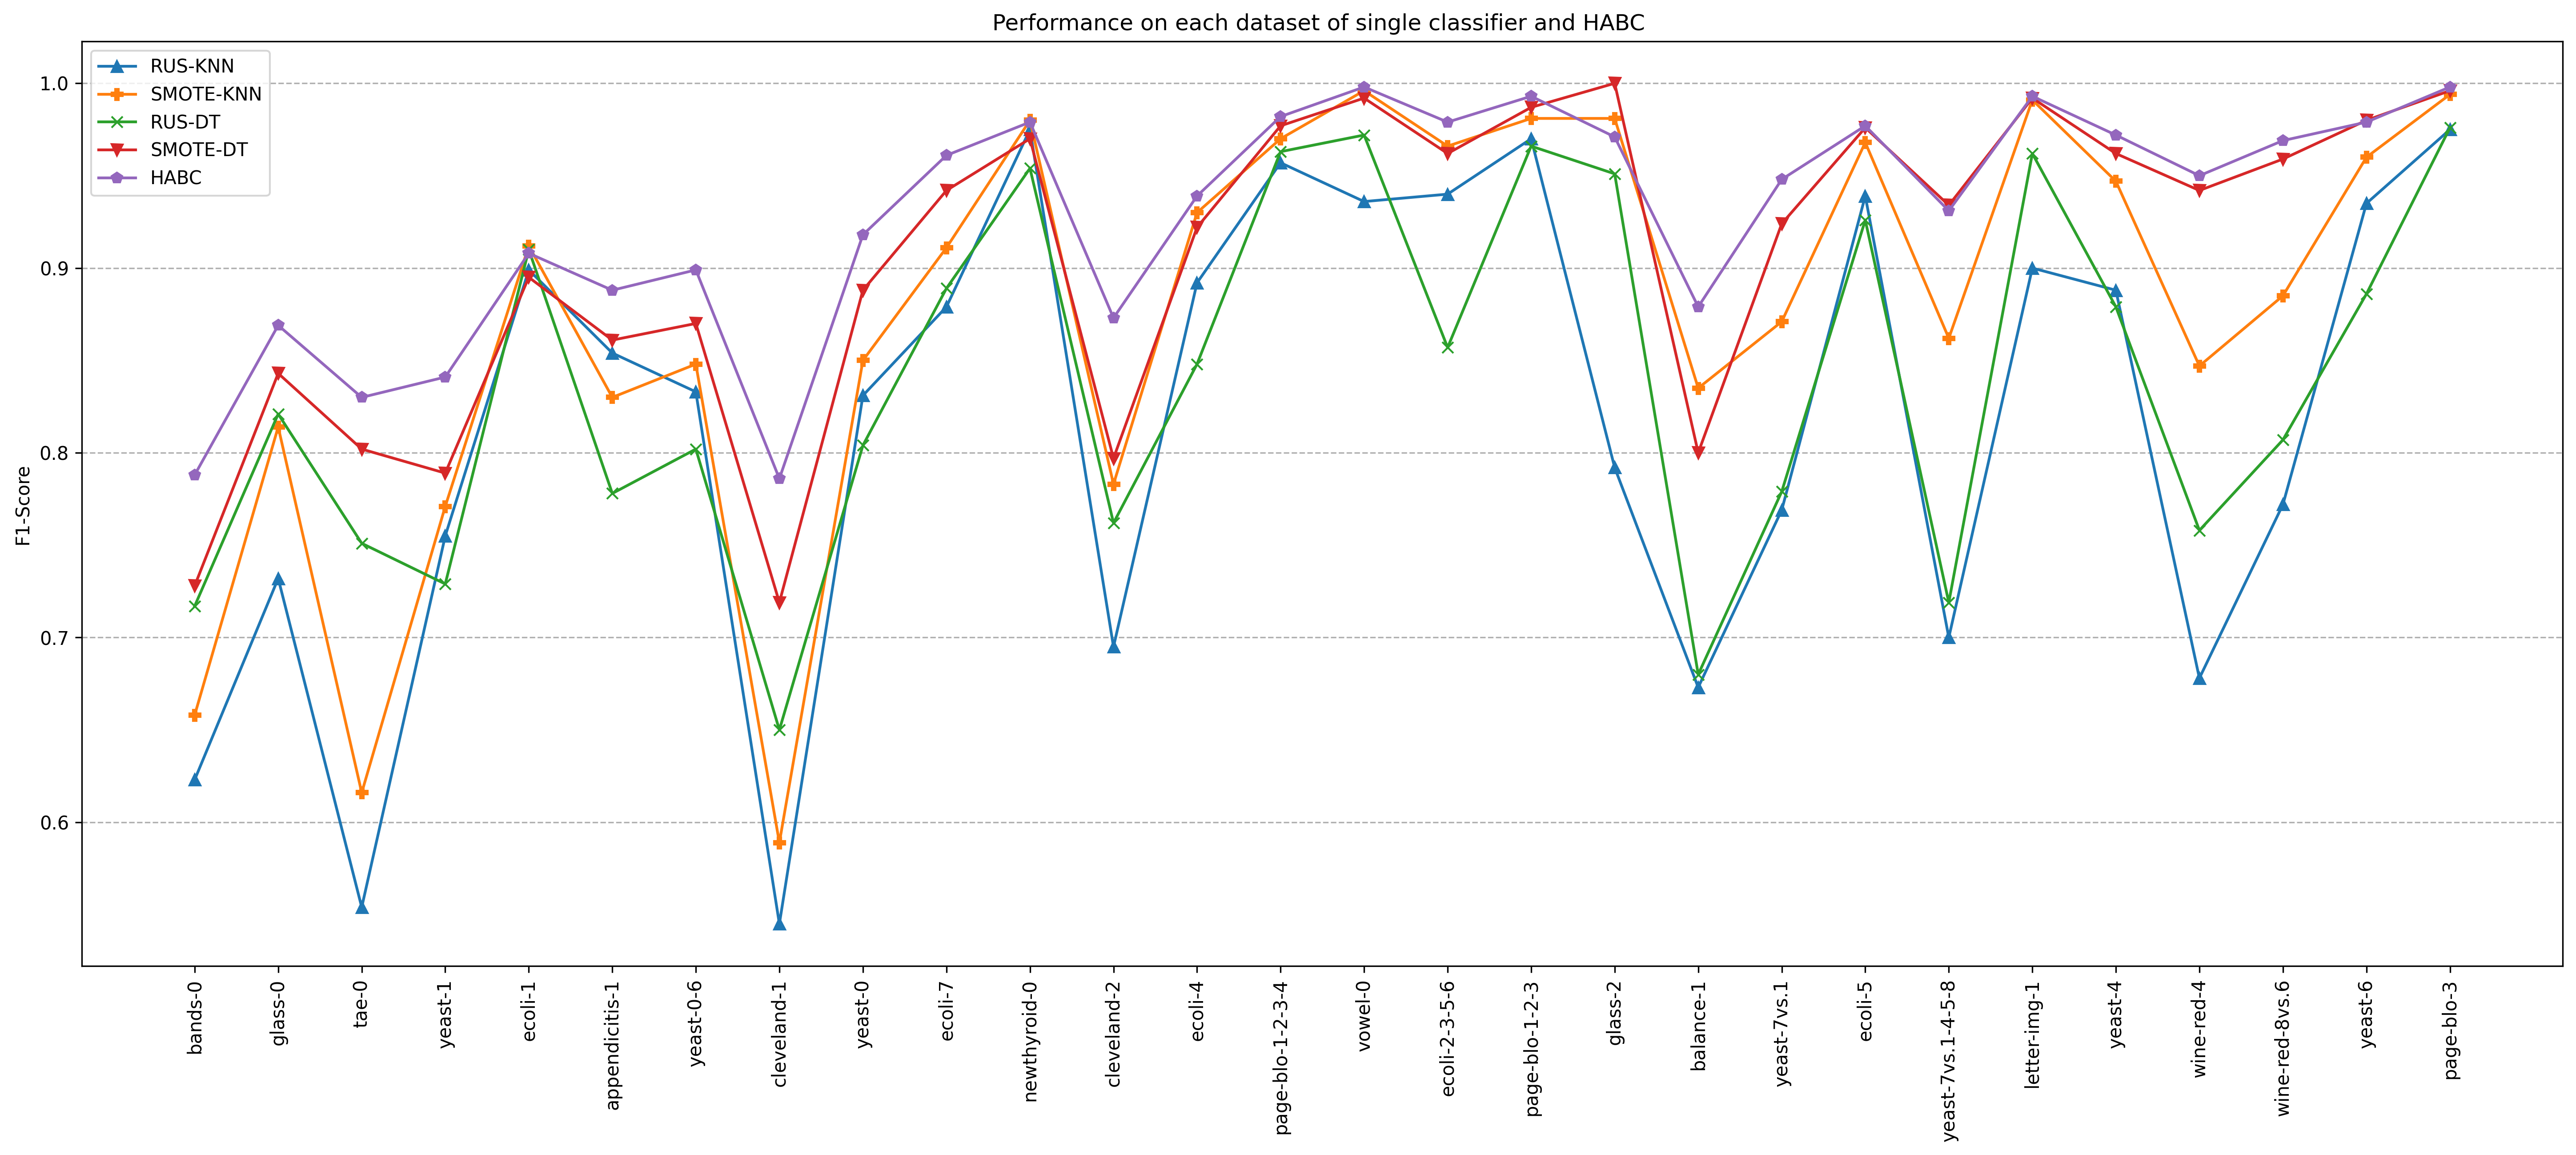 Performance on each dataset of single classifier and HABC
RUS-KNN
SMOTE-KNN
RUS-DT
SMOTE-DT
HABC
F1-Score
1.0
0.9
0.8
0.7
0.6
bands-0
glass-0
tae-0
yeast-1
ecoli-1
appendicitis-1
yeast-0-6
cleveland-1
yeast-0
ecoli-7
newthyroid-0
cleveland-2
ecoli-4
page-blo-1-2-3-4
vowel-0
ecoli-2-3-5-6
page-blo-1-2-3
glass-2
balance-1
yeast-7vs.1
ecoli-5
yeast-7vs.1-4-5-8
letter-img-1
yeast-4
wine-red-4
wine-red-8vs.6
yeast-6
page-blo-3